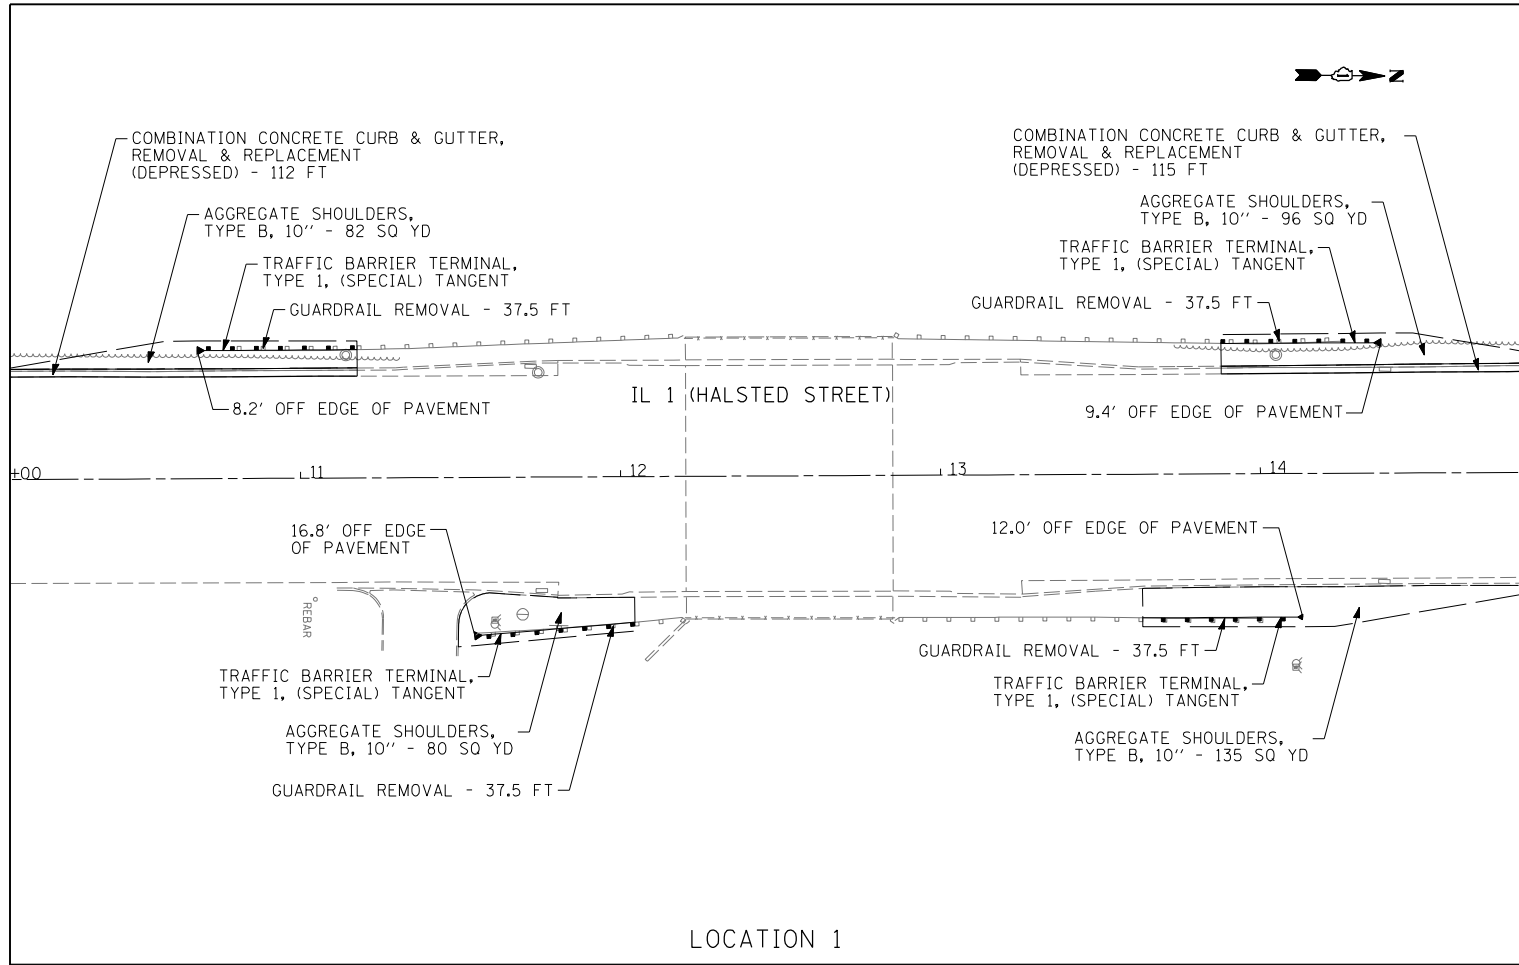 N
COMBINATION CONCRETE CURB & GUTTER,
REMOVAL & REPLACEMENT
(DEPRESSED) - 112 FT
AGGREGATE SHOULDERS,
TYPE B, 10'' - 82 SQ YD
TRAFFIC BARRIER TERMINAL,
TYPE 1, (SPECIAL) TANGENT
GUARDRAIL REMOVAL - 37.5 FT
COMBINATION CONCRETE CURB & GUTTER,
REMOVAL & REPLACEMENT
(DEPRESSED) - 115 FT
AGGREGATE SHOULDERS,
TYPE B, 10'' - 96 SQ YD
TRAFFIC BARRIER TERMINAL,
TYPE 1, (SPECIAL) TANGENT
GUARDRAIL REMOVAL - 37.5 FT
8.2' OFF EDGE OF PAVEMENT
IL 1 (HALSTED STREET)
9.4' OFF EDGE OF PAVEMENT
+00
11
12
13
14
16.8' OFF EDGE
OF PAVEMENT
12.0' OFF EDGE OF PAVEMENT
REBAR
TRAFFIC BARRIER TERMINAL,
TYPE 1, (SPECIAL) TANGENT
AGGREGATE SHOULDERS,
TYPE B, 10'' - 80 SQ YD
GUARDRAIL REMOVAL - 37.5 FT
GUARDRAIL REMOVAL - 37.5 FT
TRAFFIC BARRIER TERMINAL,
TYPE 1, (SPECIAL) TANGENT
AGGREGATE SHOULDERS,
TYPE B, 10'' - 135 SQ YD
LOCATION 1